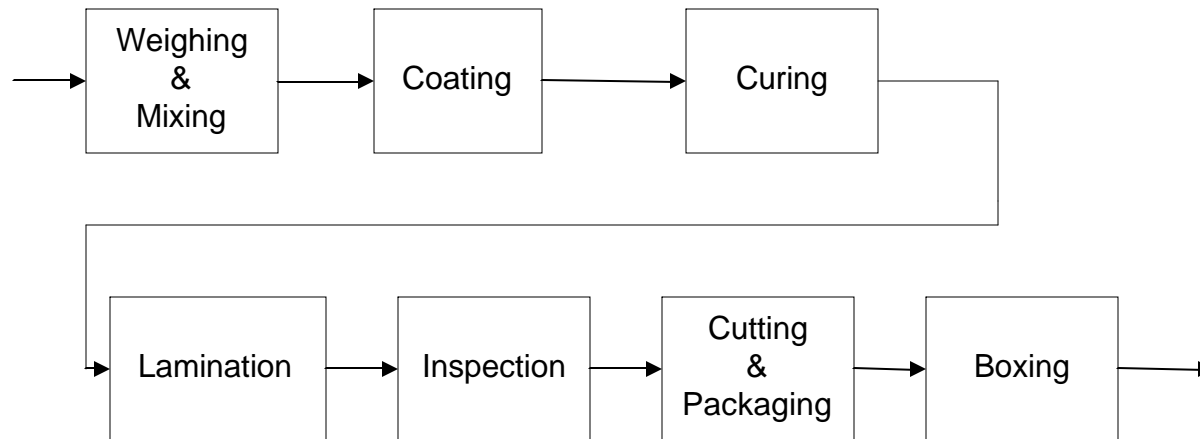 Weighing
&
Mixing
Coating
Curing
Lamination
Inspection
Cutting
&
Packaging
Boxing